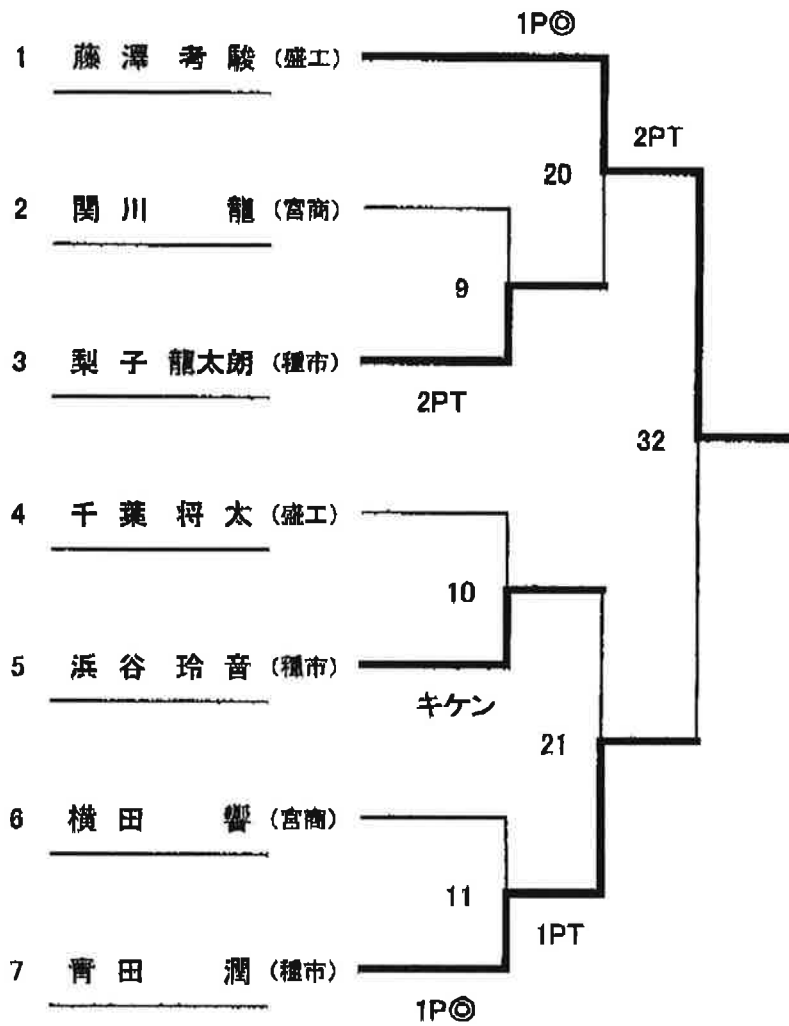 1P◎
1 藤澤 考駿 (盛工)
2PT
20
2 関川 龍 (宮商)
9
3 梨子 龍太朗 (種市)
2PT
32
4 千葉 将太 (盛工)
10
5 浜谷 玲音 (種市)
キケン
21
6 横田 響 (宮商)
11
1PT
7 青田 潤 (種市)
1P◎